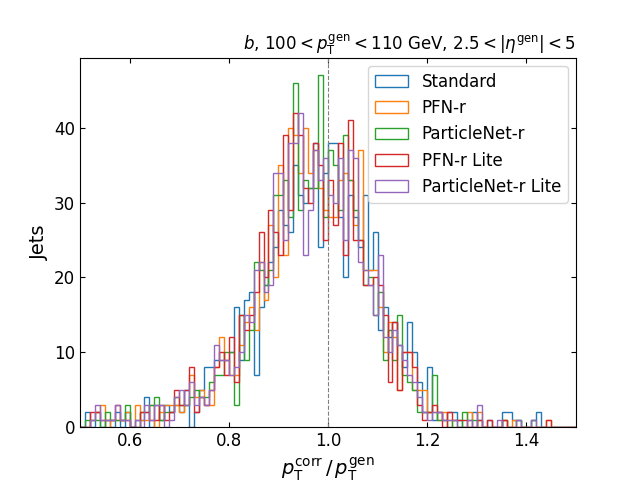 b, 100 < p_T^gen < 110 GeV, 2.5 < |η^gen| < 5
Standard
PFN-r
ParticleNet-r
PFN-r Lite
ParticleNet-r Lite
Jets
40
30
20
10
0
0.6 0.8 1.0 1.2 1.4
p_T^corr / p_T^gen